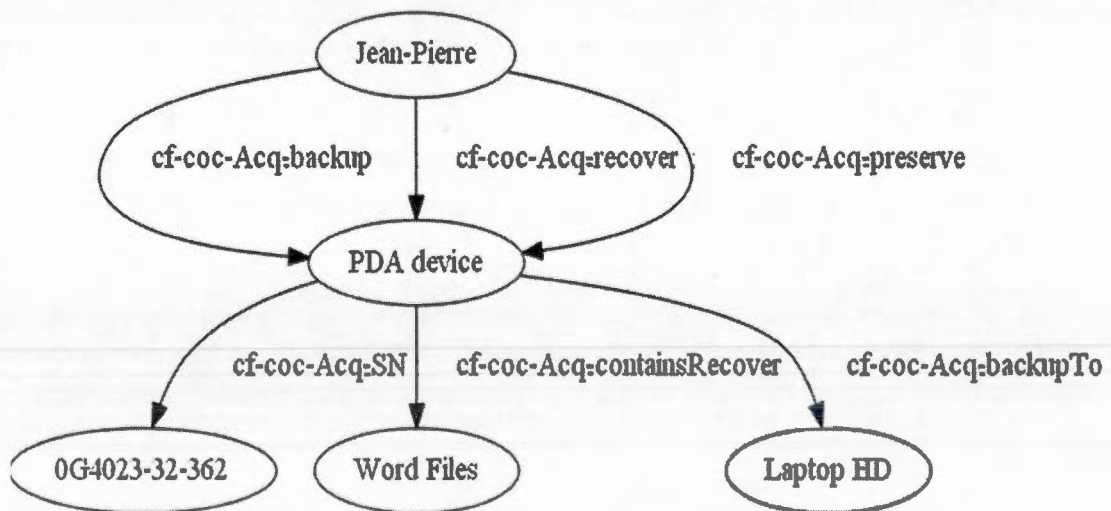 Jean-Pierre
cf-coc-Acq:backup cf-coc-Acq:recover cf-coc-Acq:preserve
PDA device
cf-coc-Acq:SN cf-coc-Acq:containsRecover cf-coc-Acq:backupTo
0G4023-32-362 Word Files Laptop HD